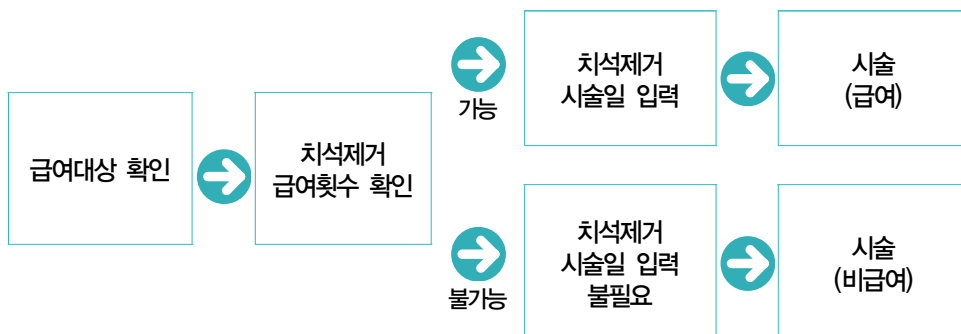 급여대상 확인
치석제거
급여횟수 확인
가능
치석제거
시술일 입력
시술
(급여)
불가능
치석제거
시술일 입력
불필요
시술
(비급여)